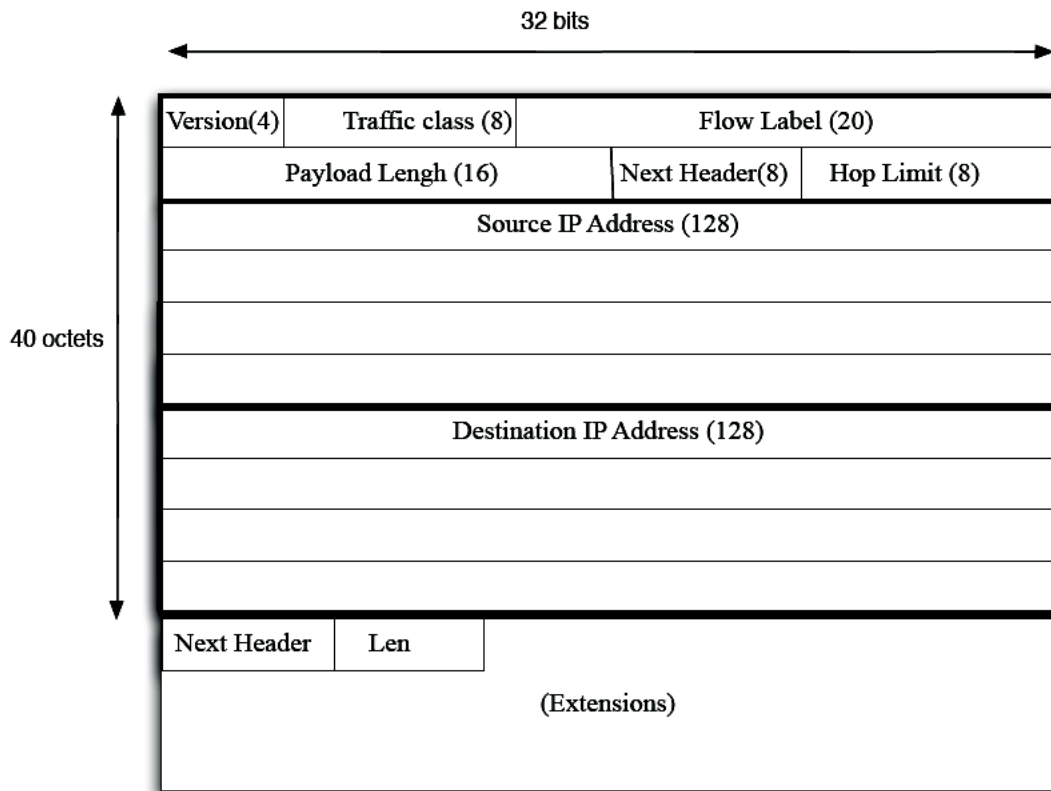 32 bits
Version(4) Traffic class (8) Flow Label (20)
Payload Lengh (16) Next Header(8) Hop Limit (8)
Source IP Address (128)
40 octets
Destination IP Address (128)
Next Header Len
(Extensions)